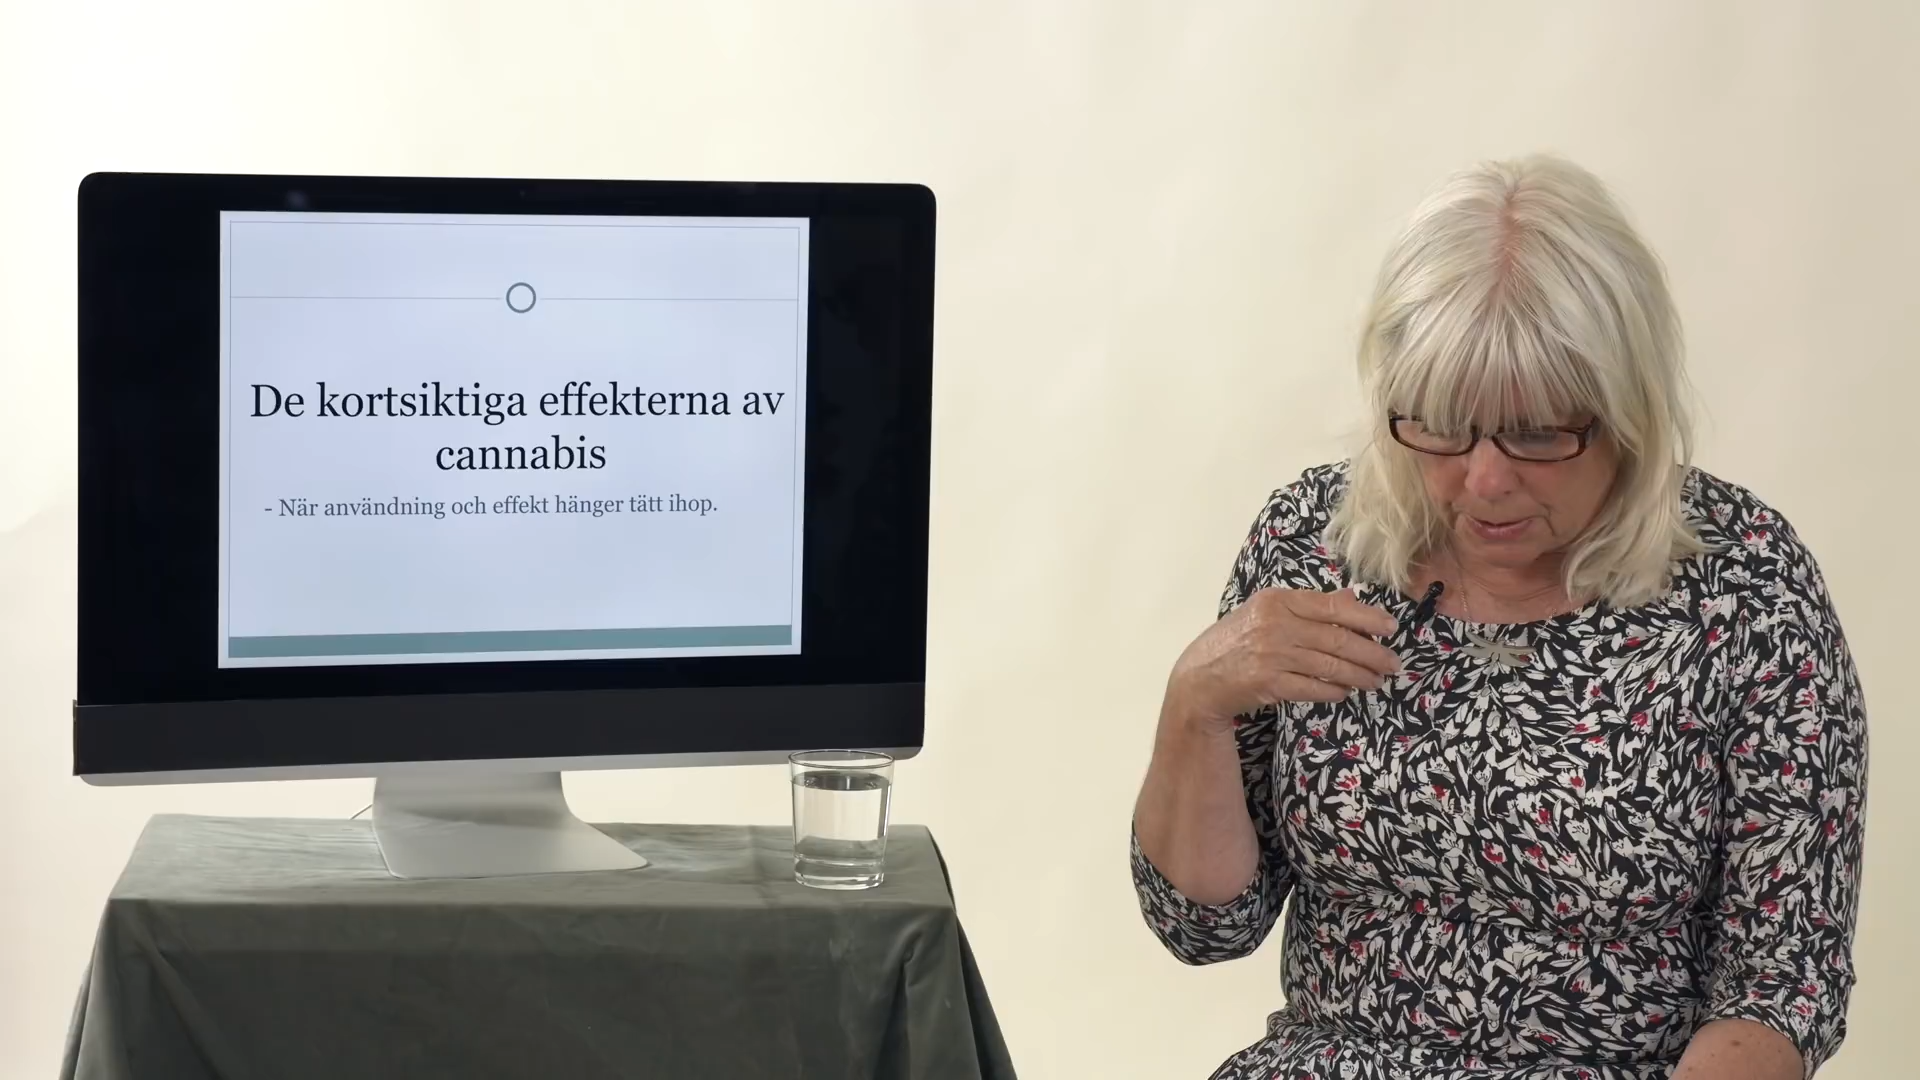 De kortsiktiga effekterna av
cannabis
- När användning och effekt hänger tätt ihop.